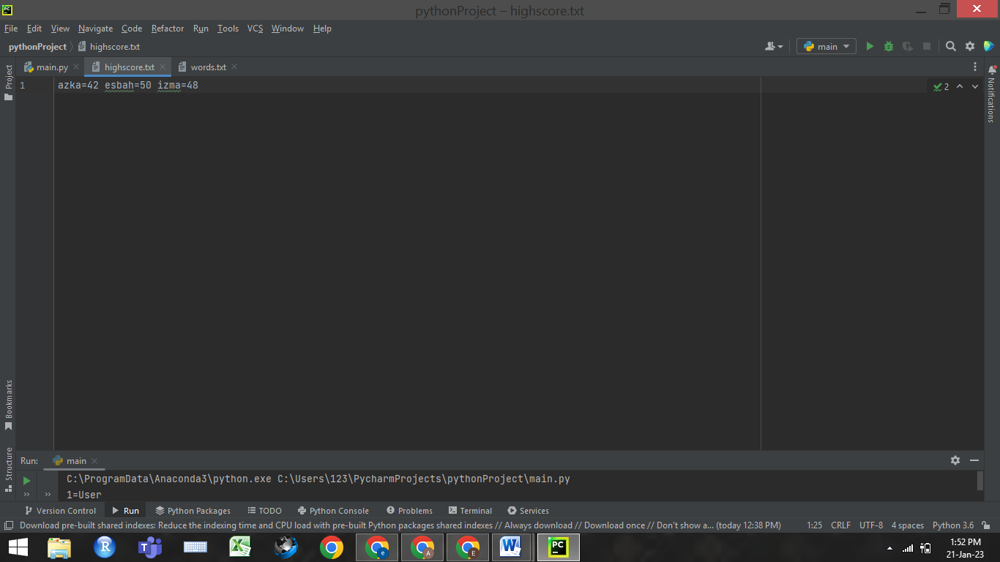 PC
pythonProject – highscore.txt
File Edit View Navigate Code Refactor Run Tools VCS Window Help
pythonProject highscore.txt
main
main.py highscore.txt words.txt
Project
Notifications
1 azka=42 esbah=50 izma=48
2
Bookmarks
Structure
Run: main
C:\ProgramData\Anaconda3\python.exe C:\Users\123\PycharmProjects\pythonProject\main.py
1=User
Version Control Run Python Packages TODO Python Console Problems Terminal Services
Download pre-built shared indexes: Reduce the indexing time and CPU load with pre-built Python packages shared indexes // Always download // Download once // Don't show a... (today 12:38 PM) 1:25 CRLF UTF-8 4 spaces Python 3.6
R T X e A E W PC
1:52 PM
21-Jan-23